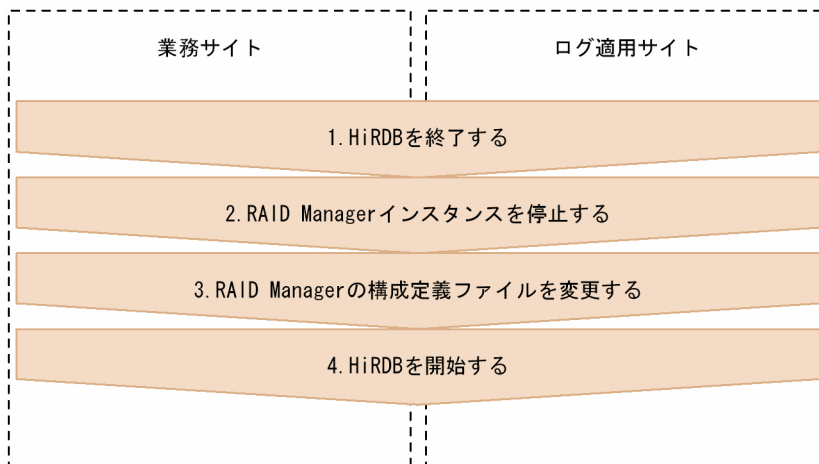 業務サイト
ログ適用サイト
1.HiRDBを終了する
2.RAID Managerインスタンスを停止する
3.RAID Managerの構成定義ファイルを変更する
4.HiRDBを開始する